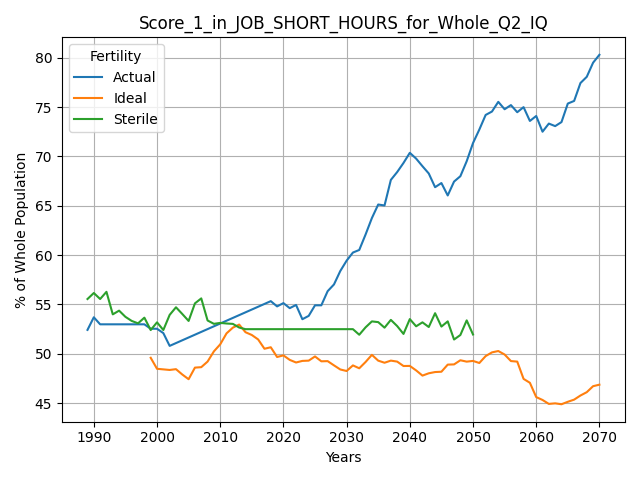 Score_1_in_JOB_SHORT_HOURS_for_Whole_Q2_IQ
Fertility
Actual
Ideal
Sterile
% of Whole Population
80
75
70
65
60
55
50
45
1990 2000 2010 2020 2030 2040 2050 2060 2070
Years